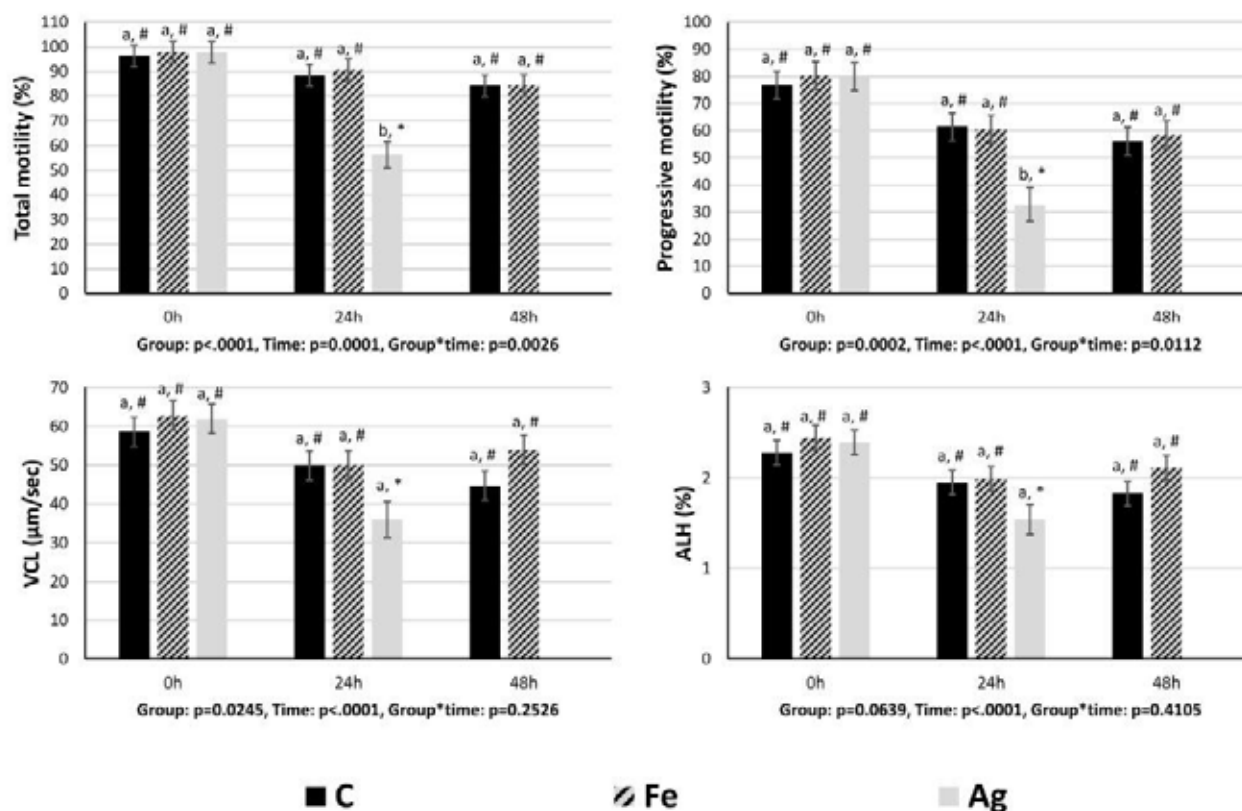 Total motility (%)
110
100
90
80
70
60
50
40
30
20
10
0
a, # a, # a, #
a, # a, # b, *
a, # a, #
0h 24h 48h
Group: p<.0001, Time: p=0.0001, Group*time: p=0.0026
Progressive motility (%)
100
90
80
70
60
50
40
30
20
10
0
a, # a, # a, #
a, # a, # b, *
a, # a, #
0h 24h 48h
Group: p=0.0002, Time: p<.0001, Group*time: p=0.0112
VCL (μm/sec)
70
60
50
40
30
20
10
0
a, # a, # a, #
a, # a, # a, *
a, # a, #
0h 24h 48h
Group: p=0.0245, Time: p<.0001, Group*time: p=0.2526
ALH (%)
3
2
1
0
a, # a, # a, #
a, # a, # a, *
a, # a, #
0h 24h 48h
Group: p=0.0639, Time: p<.0001, Group*time: p=0.4105
C Fe Ag